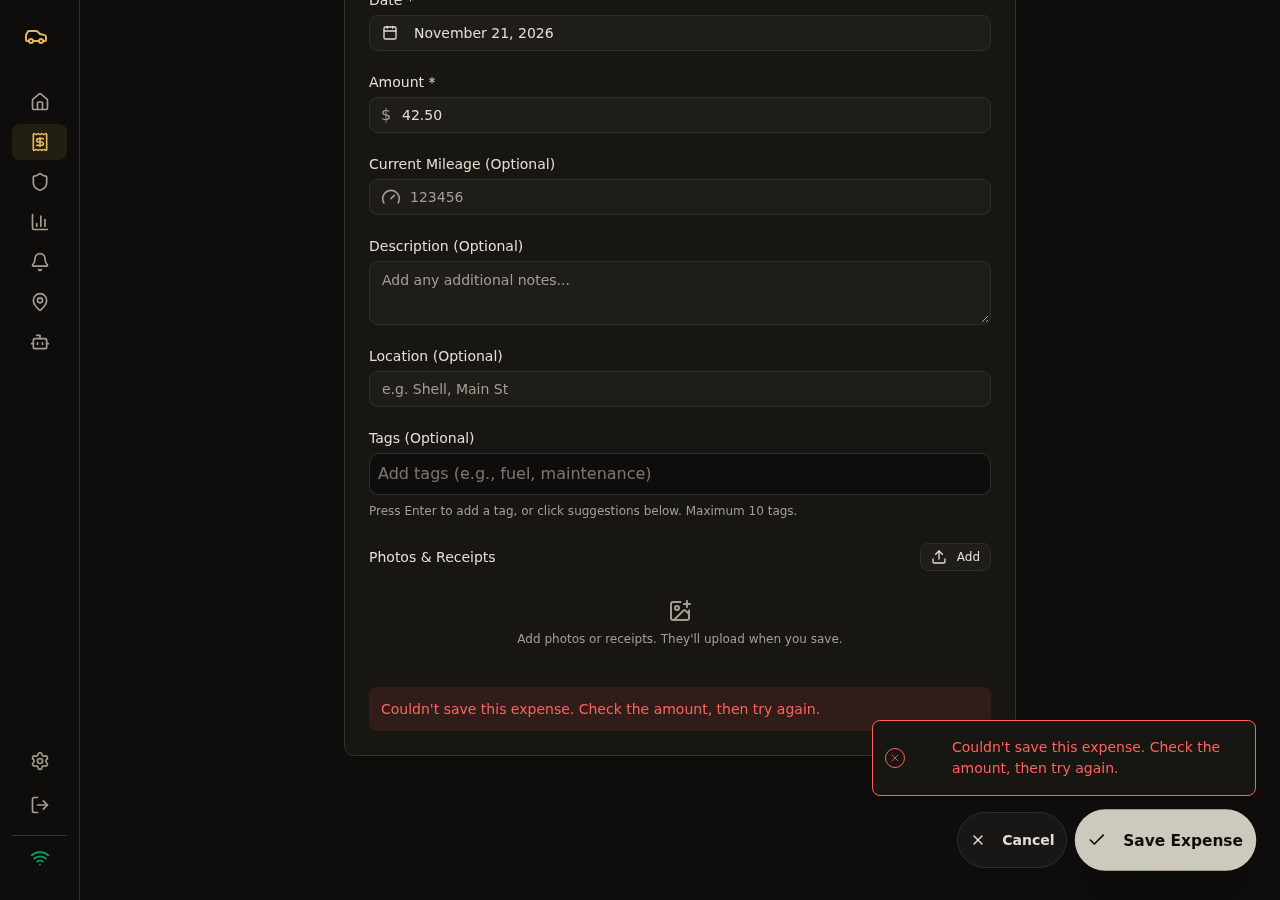 Date *
November 21, 2026
Amount *
$ 42.50
Current Mileage (Optional)
123456
Description (Optional)
Add any additional notes...
Location (Optional)
e.g. Shell, Main St
Tags (Optional)
Add tags (e.g., fuel, maintenance)
Press Enter to add a tag, or click suggestions below. Maximum 10 tags.
Photos & Receipts
Add
Add photos or receipts. They'll upload when you save.
Couldn't save this expense. Check the amount, then try again.
Couldn't save this expense. Check the
amount, then try again.
Cancel
Save Expense